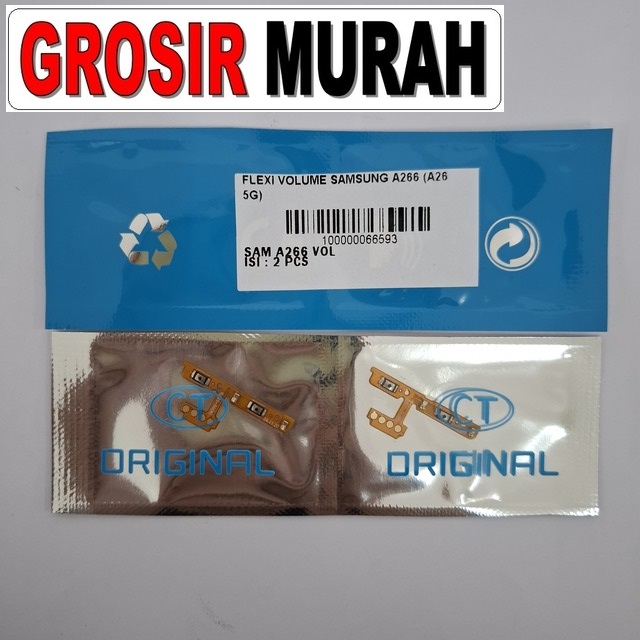 GROSIR MURAH
FLEXI VOLUME SAMSUNG A266 (A26
5G)
100000066593
SAM A266 VOL
ISI : 2 PCS
CT CT
ORIGINAL ORIGINAL